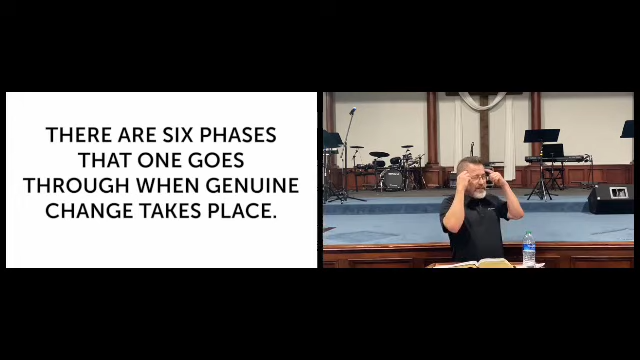 THERE ARE SIX PHASES
THAT ONE GOES
THROUGH WHEN GENUINE
CHANGE TAKES PLACE.